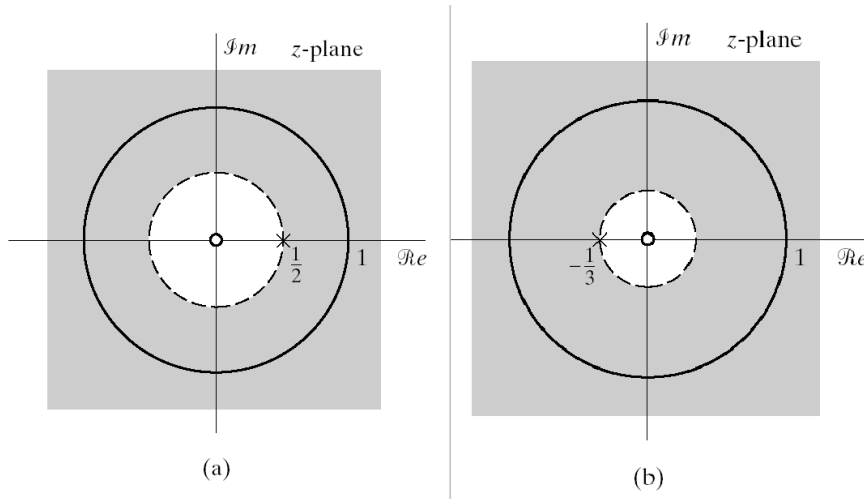 ℐm z-plane
1/2
1
ℛe
(a)
ℐm z-plane
-1/3
1
ℛe
(b)